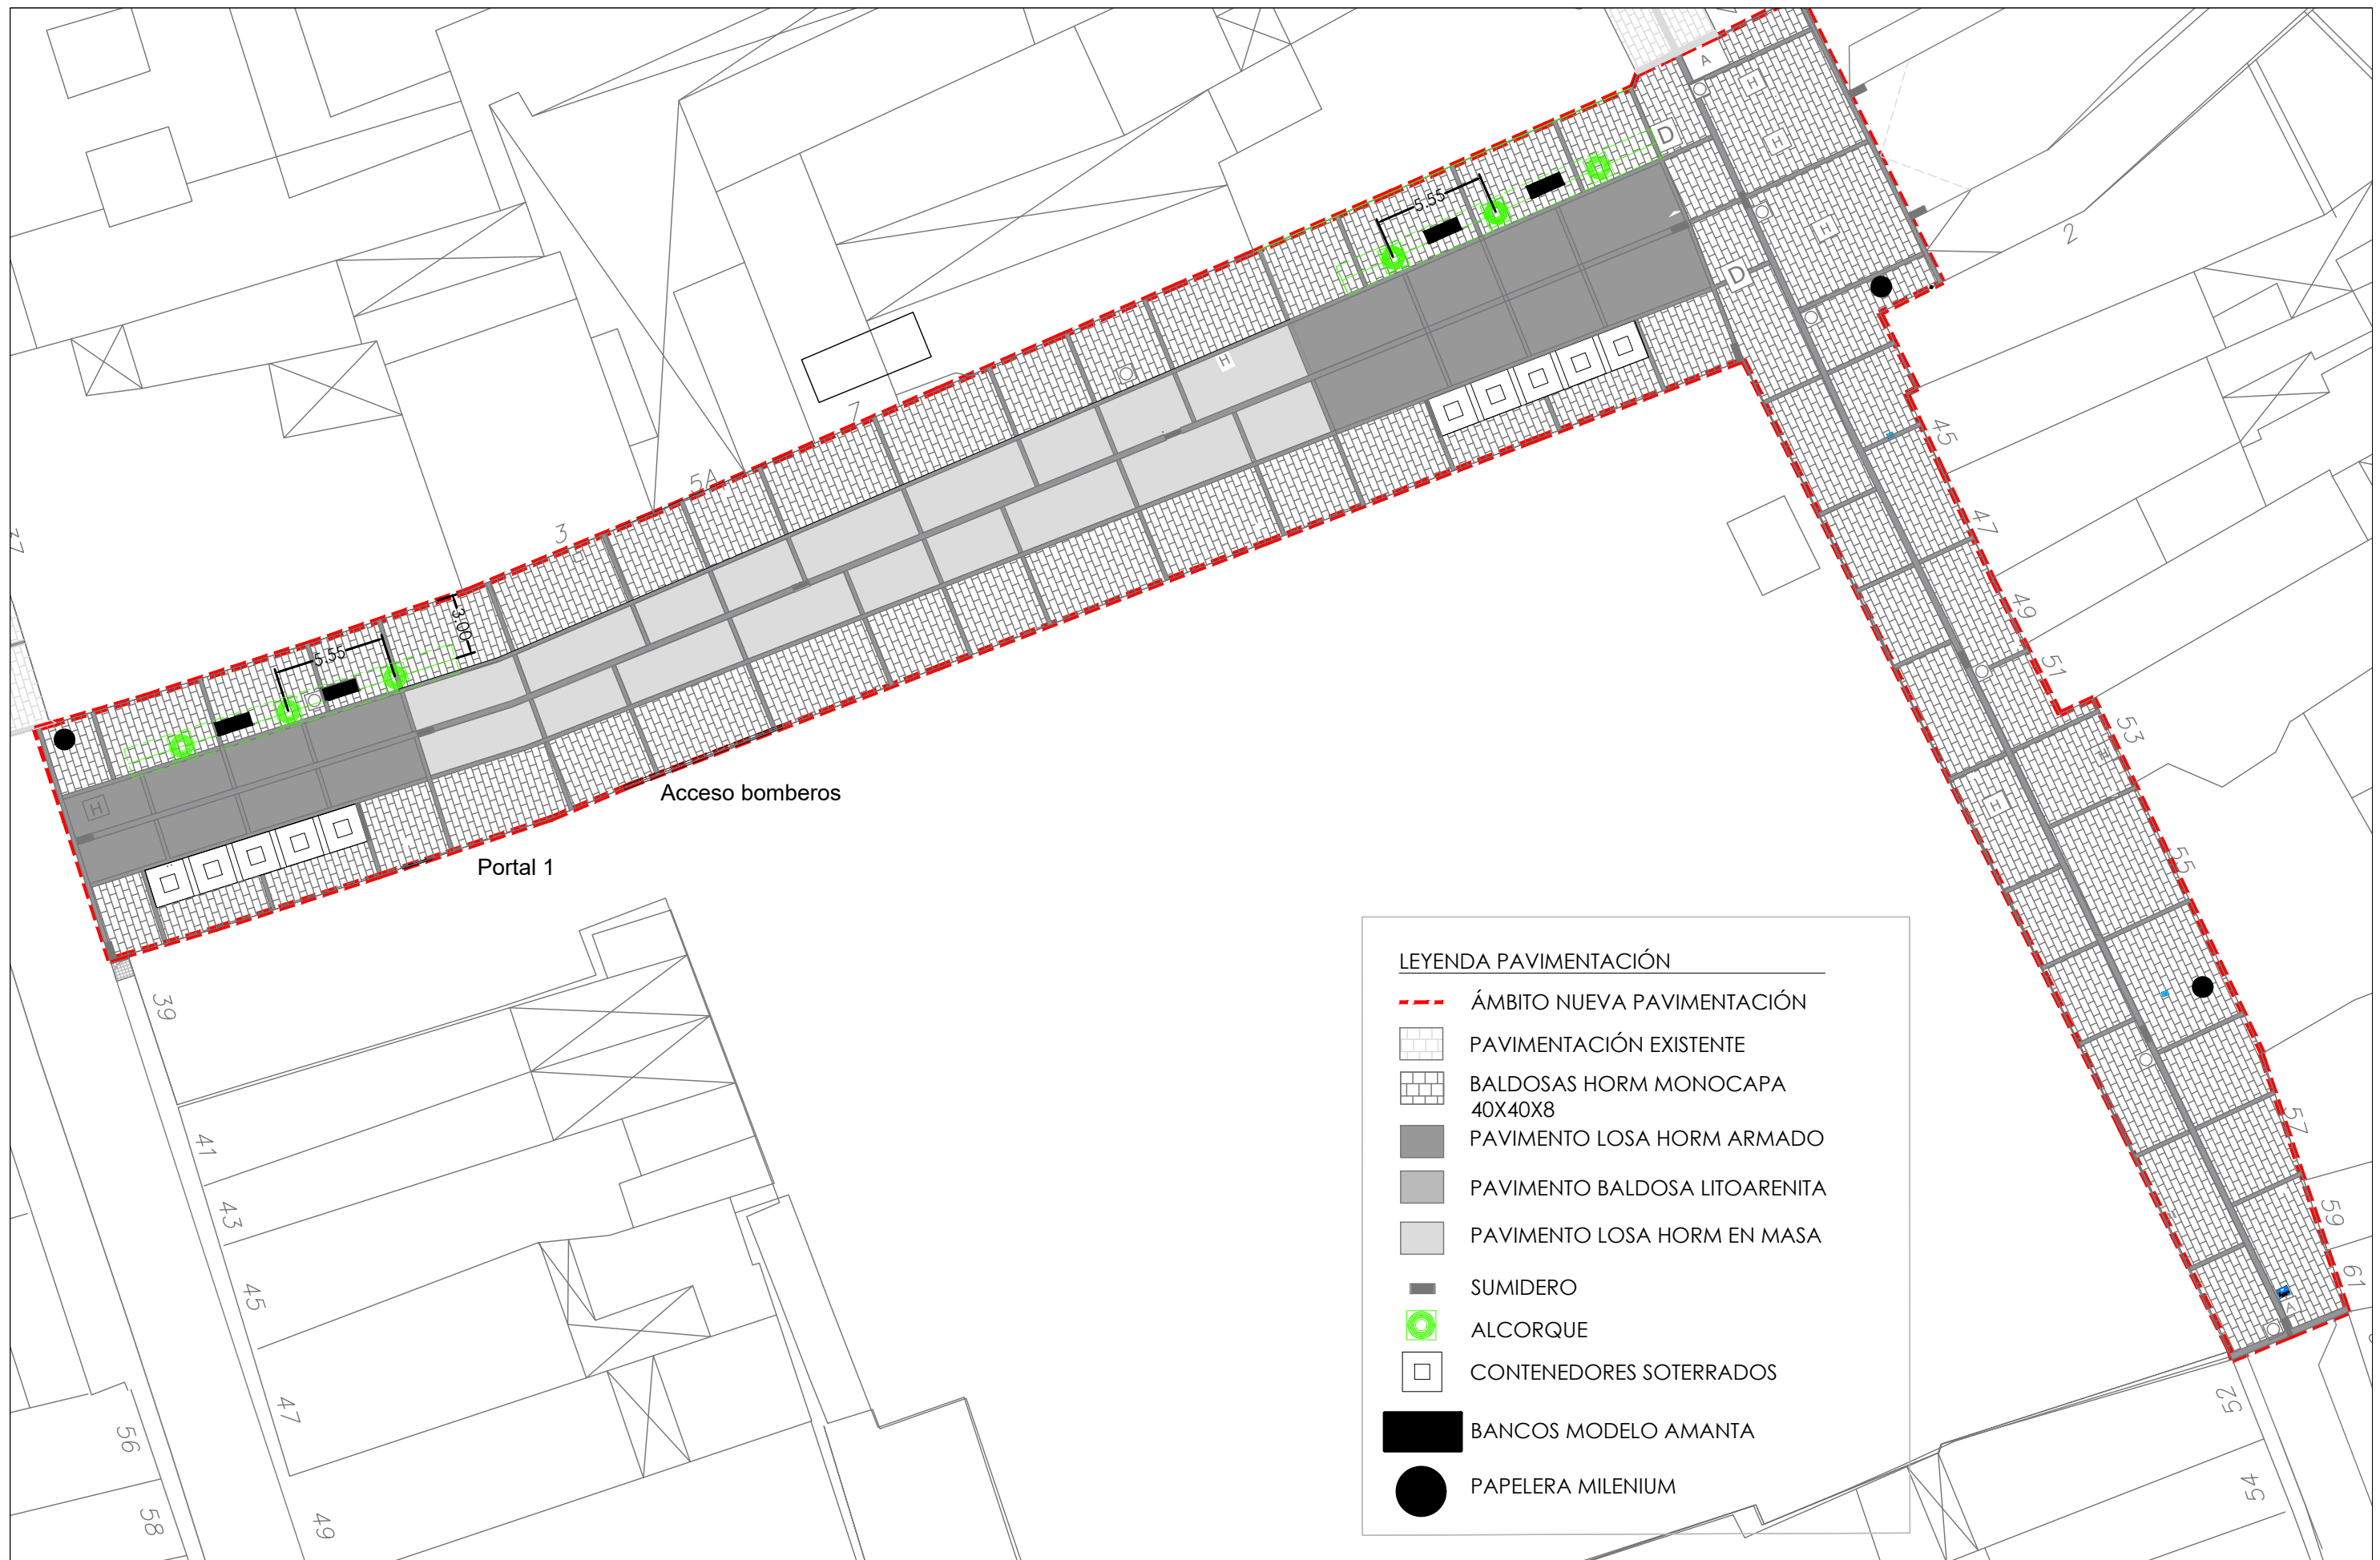 A
H
H
D
5.55
H
2
D
H
7
45
5A
47
3
37
3.00
49
5.55
51
53
H
H
Acceso bomberos
Portal 1
55
LEYENDA PAVIMENTACIÓN
ÁMBITO NUEVA PAVIMENTACIÓN
PAVIMENTACIÓN EXISTENTE
BALDOSAS HORM MONOCAPA
40X40X8
PAVIMENTO LOSA HORM ARMADO
PAVIMENTO BALDOSA LITOARENITA
PAVIMENTO LOSA HORM EN MASA
SUMIDERO
ALCORQUE
CONTENEDORES SOTERRADOS
BANCOS MODELO AMANTA
PAPELERA MILENIUM
39
41
43
45
47
49
56
58
57
59
61
A
52
54